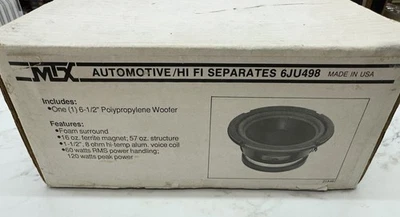 MTX AUTOMOTIVE/HI FI SEPARATES 6JU498 MADE IN USA
Includes:
•One (1) 6-1/2" Polypropylene Woofer
Features:
•Foam surround
•16 oz. ferrite magnet; 57 oz. structure
•1-1/2", 8 ohm hi-temp alum. voice coil
•60 watts RMS power handling;
120 watts peak power